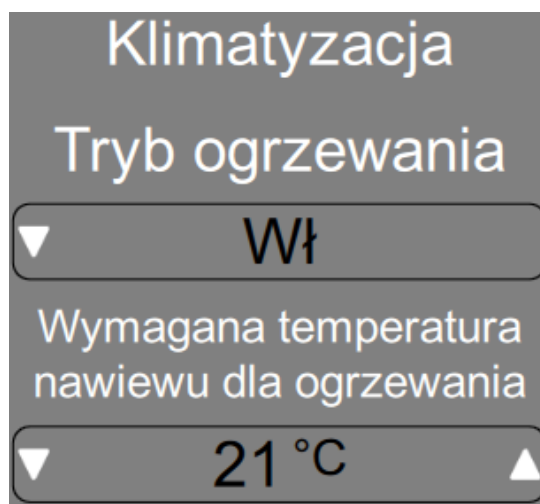 Klimatyzacja
Tryb ogrzewania
Wł
Wymagana temperatura
nawiewu dla ogrzewania
21 °C